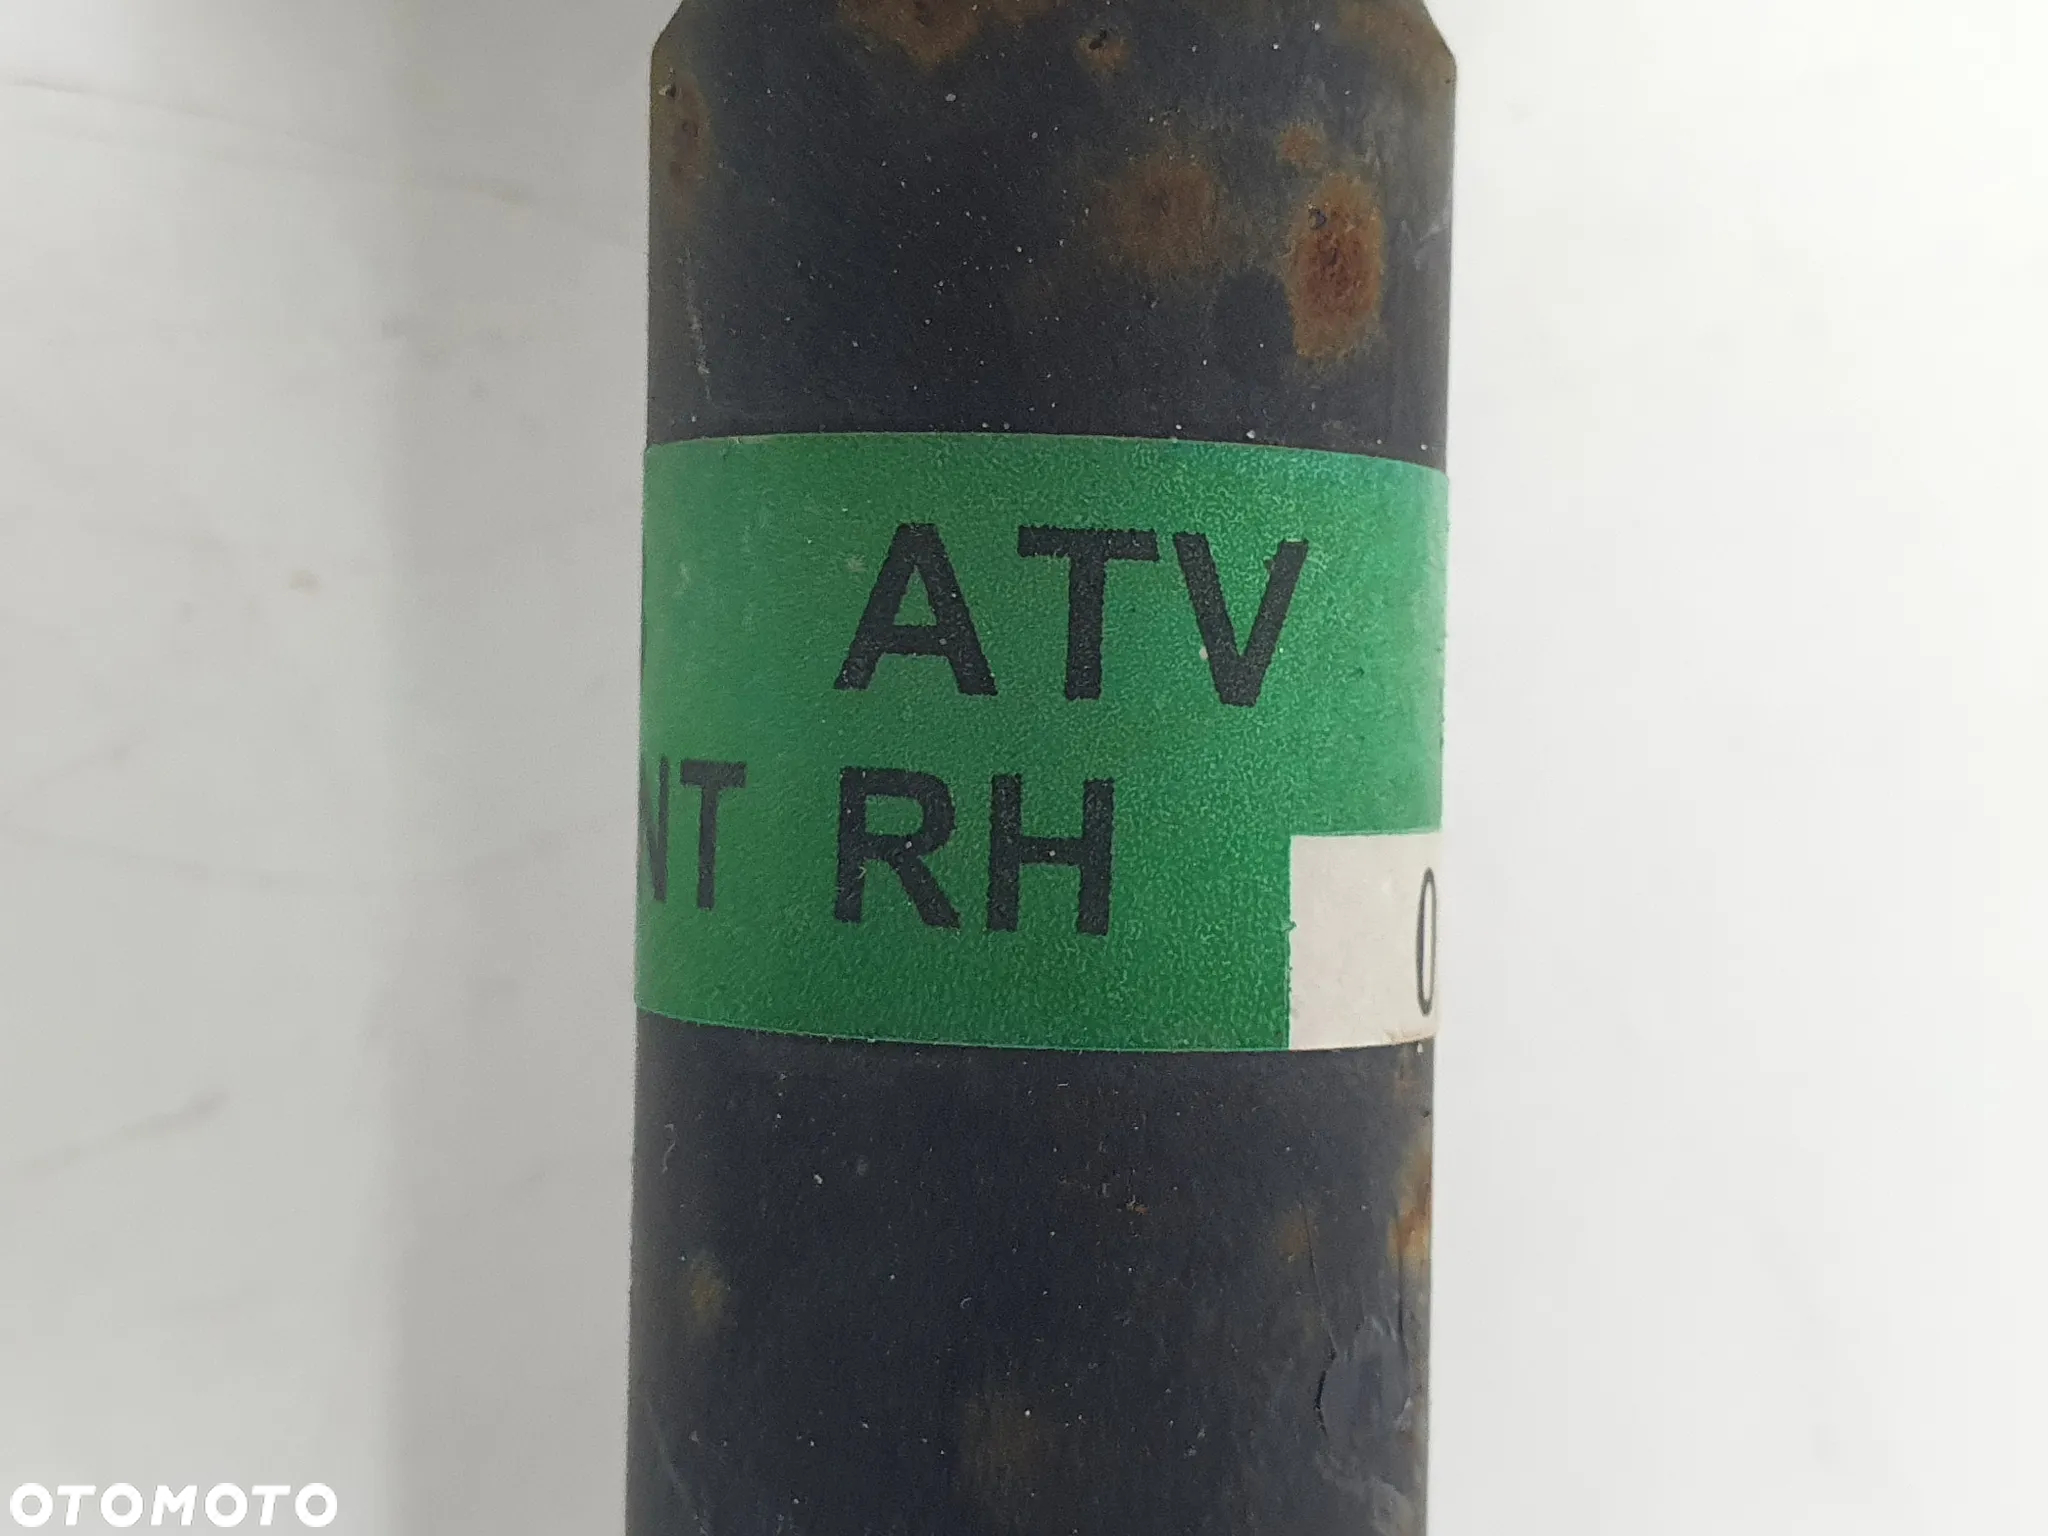 ATV
NT RH
0
OTOMOTO